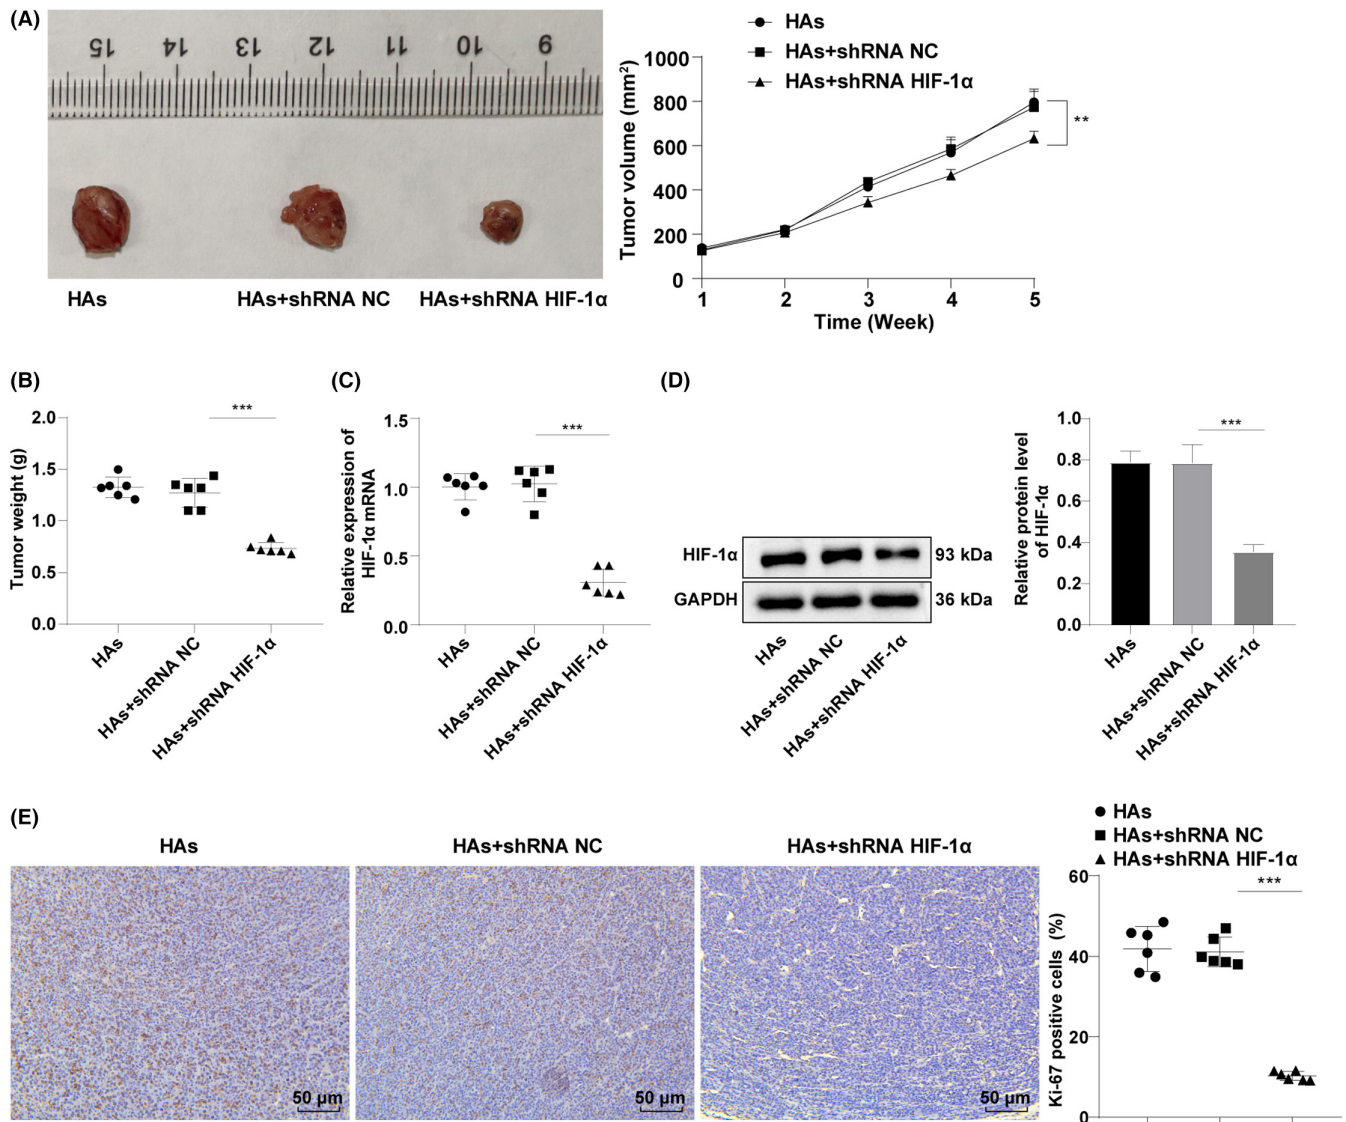 (A)
15 14 13 12 11 10 9
HAs
HAs+shRNA NC
HAs+shRNA HIF-1α
HAs
HAs+shRNA NC
HAs+shRNA HIF-1α
Tumor volume (mm²)
1000
800
600
400
200
0
**
1 2 3 4 5
Time (Week)
(B)
Tumor weight (g)
2.0
1.5
1.0
0.5
0.0
***
HAs
HAs+shRNA NC
HAs+shRNA HIF-1α
(C)
Relative expression of
HIF-1α mRNA
1.5
1.0
0.5
0.0
***
HAs
HAs+shRNA NC
HAs+shRNA HIF-1α
(D)
HIF-1α 93 kDa
GAPDH 36 kDa
HAs
HAs+shRNA NC
HAs+shRNA HIF-1α
Relative protein level
of HIF-1α
1.0
0.8
0.6
0.4
0.2
0.0
***
HAs
HAs+shRNA NC
HAs+shRNA HIF-1α
(E)
HAs
HAs+shRNA NC
HAs+shRNA HIF-1α
50 μm
50 μm
50 μm
HAs
HAs+shRNA NC
HAs+shRNA HIF-1α
Ki-67 positive cells (%)
60
40
20
0
***